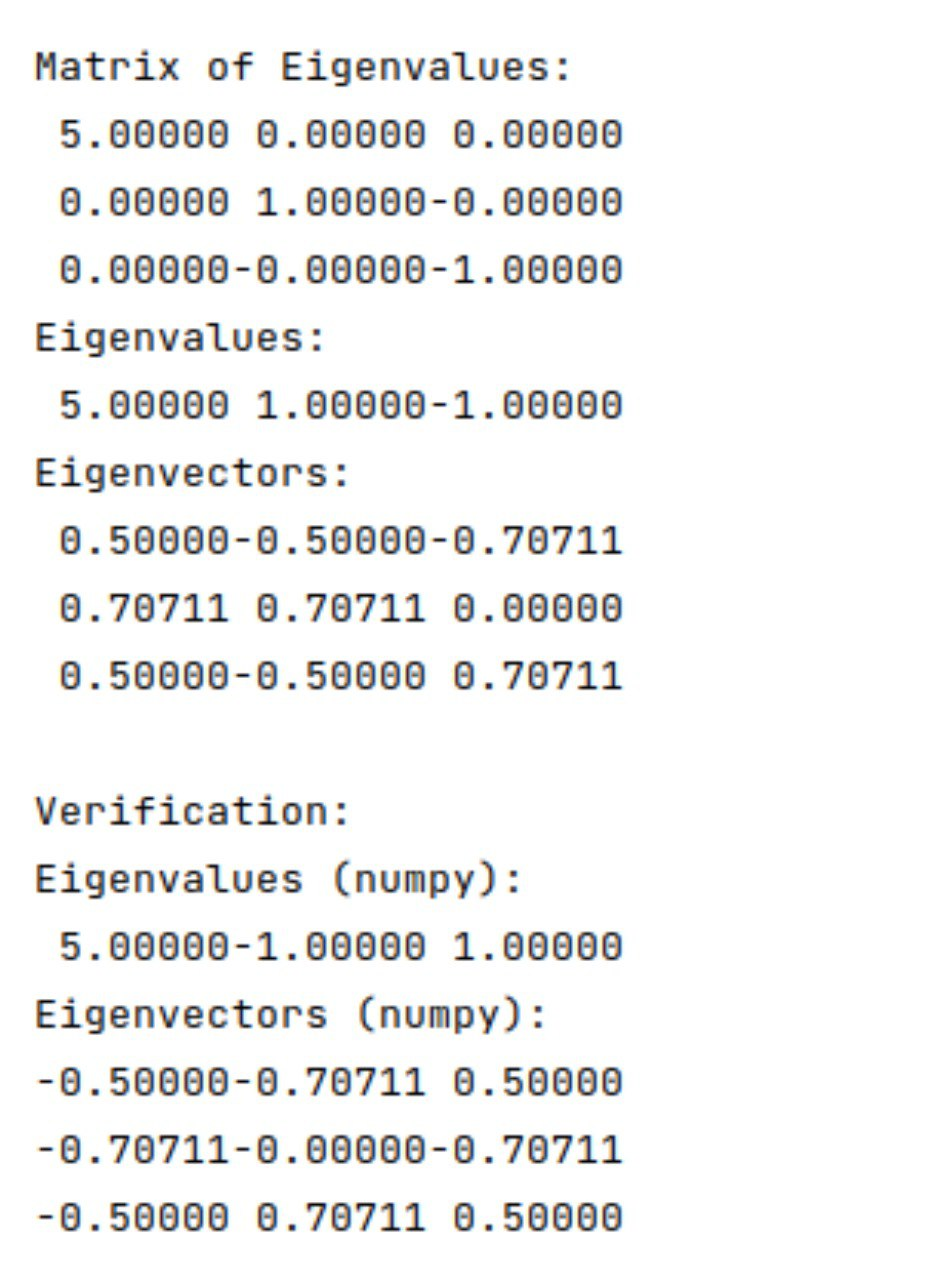 Matrix of Eigenvalues:
 5.00000 0.00000 0.00000
 0.00000 1.00000-0.00000
 0.00000-0.00000-1.00000
Eigenvalues:
 5.00000 1.00000-1.00000
Eigenvectors:
 0.50000-0.50000-0.70711
 0.70711 0.70711 0.00000
 0.50000-0.50000 0.70711

Verification:
Eigenvalues (numpy):
 5.00000-1.00000 1.00000
Eigenvectors (numpy):
-0.50000-0.70711 0.50000
-0.70711-0.00000-0.70711
-0.50000 0.70711 0.50000